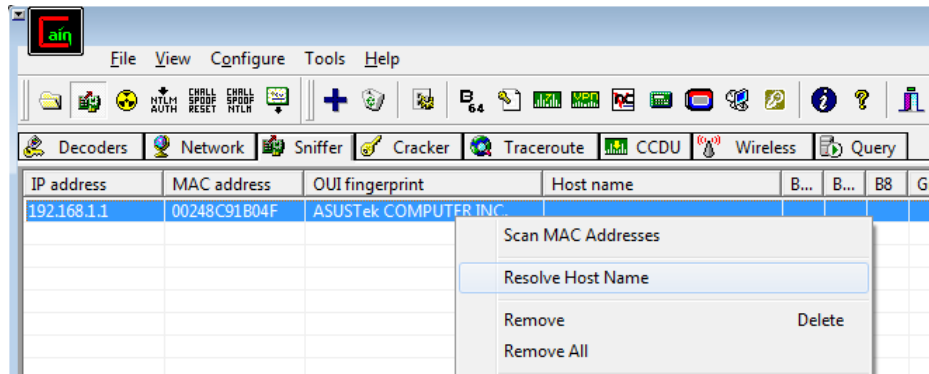 aín
File View Configure Tools Help
NTLM AUTH CHALL SPOOF RESET CHALL SPOOF NTLM B64
Decoders Network Sniffer Cracker Traceroute CCDU Wireless Query
IP address MAC address OUI fingerprint Host name B... B... B8 G
192.168.1.1 00248C91B04F ASUSTek COMPUTER INC.
Scan MAC Addresses
Resolve Host Name
Remove Delete
Remove All